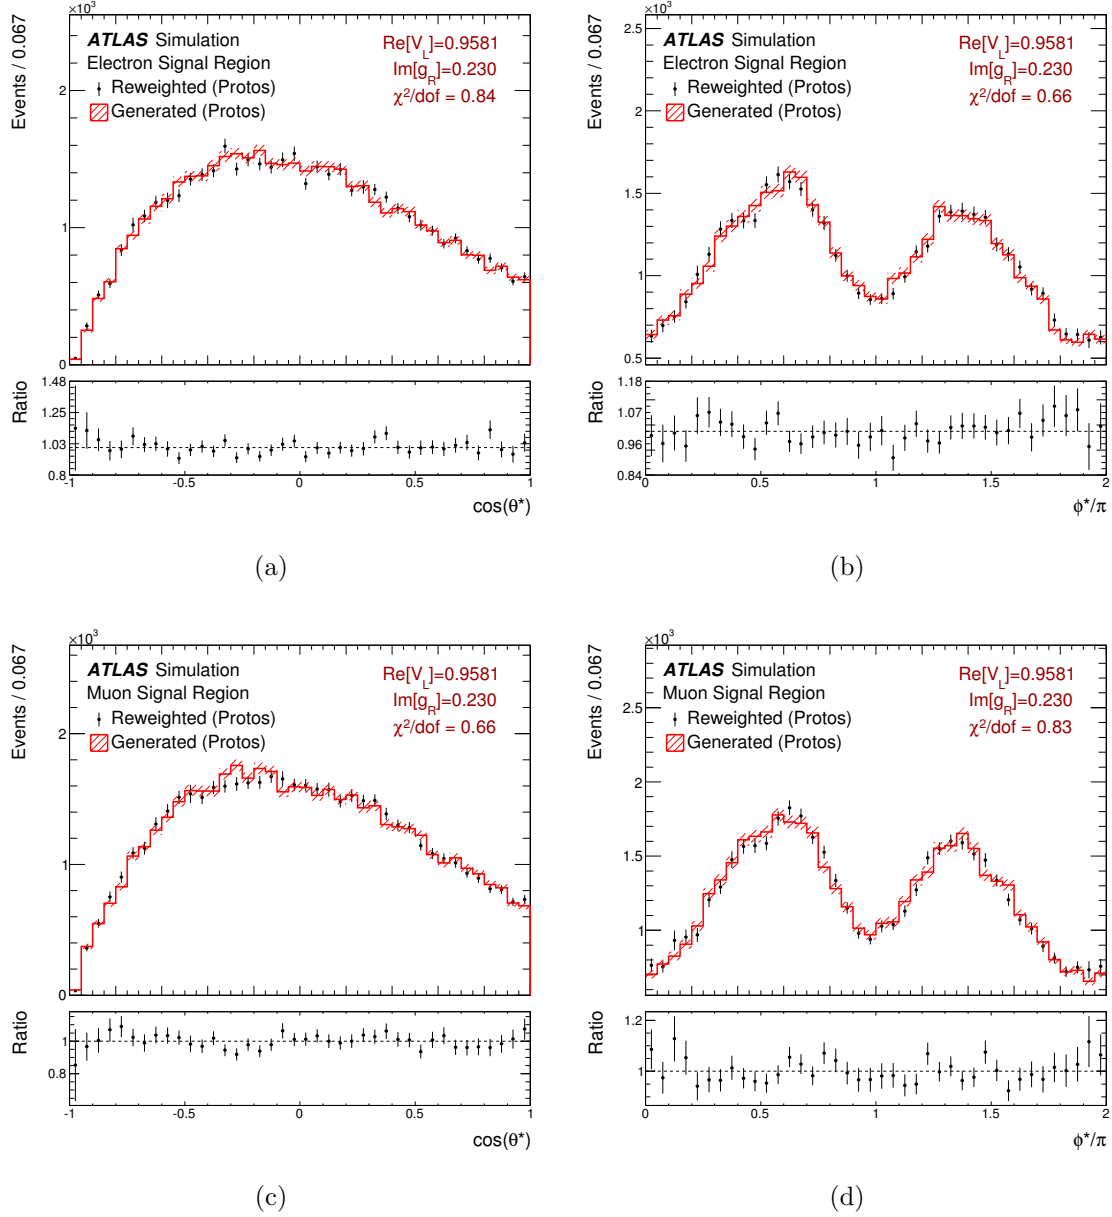 ×10³
Events / 0.067
ATLAS Simulation
Electron Signal Region
Reweighted (Protos)
Generated (Protos)
Re[V_L]=0.9581
Im[g_R]=0.230
χ²/dof = 0.84
2
1
0
Ratio
1.48
1.25
1.03
0.8
-1
-0.5
0
0.5
1
cos(θ*)
(a)
×10³
Events / 0.067
ATLAS Simulation
Electron Signal Region
Reweighted (Protos)
Generated (Protos)
Re[V_L]=0.9581
Im[g_R]=0.230
χ²/dof = 0.66
2.5
2
1.5
1
0.5
Ratio
1.18
1.07
0.96
0.84
0
0.5
1
1.5
2
ϕ*/π
(b)
×10³
Events / 0.067
ATLAS Simulation
Muon Signal Region
Reweighted (Protos)
Generated (Protos)
Re[V_L]=0.9581
Im[g_R]=0.230
χ²/dof = 0.66
2
1
0
Ratio
1
0.8
-1
-0.5
0
0.5
1
cos(θ*)
(c)
×10³
Events / 0.067
ATLAS Simulation
Muon Signal Region
Reweighted (Protos)
Generated (Protos)
Re[V_L]=0.9581
Im[g_R]=0.230
χ²/dof = 0.83
2.5
2
1.5
1
Ratio
1.2
1
0
0.5
1
1.5
2
ϕ*/π
(d)